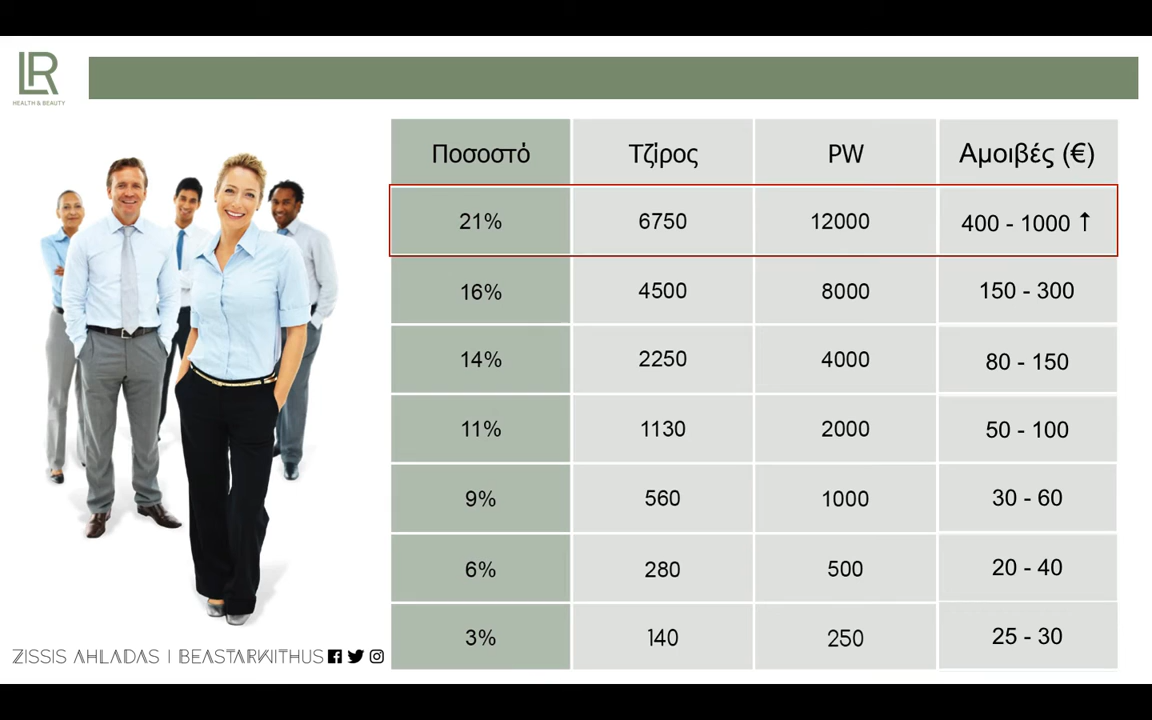 LR
HEALTH & BEAUTY
Ποσοστό Τζίρος PW Αμοιβές (€)
21% 6750 12000 400 - 1000 ↑
16% 4500 8000 150 - 300
14% 2250 4000 80 - 150
11% 1130 2000 50 - 100
9% 560 1000 30 - 60
6% 280 500 20 - 40
3% 140 250 25 - 30
ZISSIS AHLADAS | BEASTARWITHUS